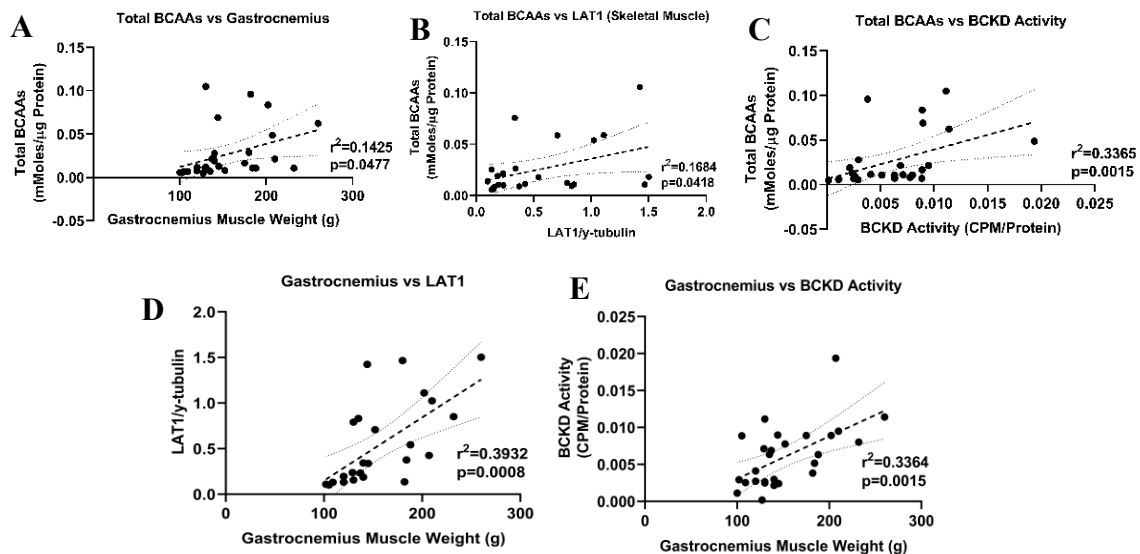 A
Total BCAAs vs Gastrocnemius
Total BCAAs
(mMoles/µg Protein)
0.15
0.10
0.05
0.00
-0.05
100
200
300
r²=0.1425
p=0.0477
Gastrocnemius Muscle Weight (g)
B
Total BCAAs vs LAT1 (Skeletal Muscle)
Total BCAAs
(mMoles/µg Protein)
0.15
0.10
0.05
0.00
0.0
0.5
1.0
1.5
2.0
r²=0.1684
p=0.0418
LAT1/y-tubulin
C
Total BCAAs vs BCKD Activity
Total BCAAs
(mMoles/µg Protein)
0.15
0.10
0.05
0.00
-0.05
0.005
0.010
0.015
0.020
0.025
r²=0.3365
p=0.0015
BCKD Activity (CPM/Protein)
D
Gastrocnemius vs LAT1
LAT1/y-tubulin
2.0
1.5
1.0
0.5
0.0
0
100
200
300
r²=0.3932
p=0.0008
Gastrocnemius Muscle Weight (g)
E
Gastrocnemius vs BCKD Activity
BCKD Activity
(CPM/Protein)
0.025
0.020
0.015
0.010
0.005
0.000
0
100
200
300
r²=0.3364
p=0.0015
Gastrocnemius Muscle Weight (g)